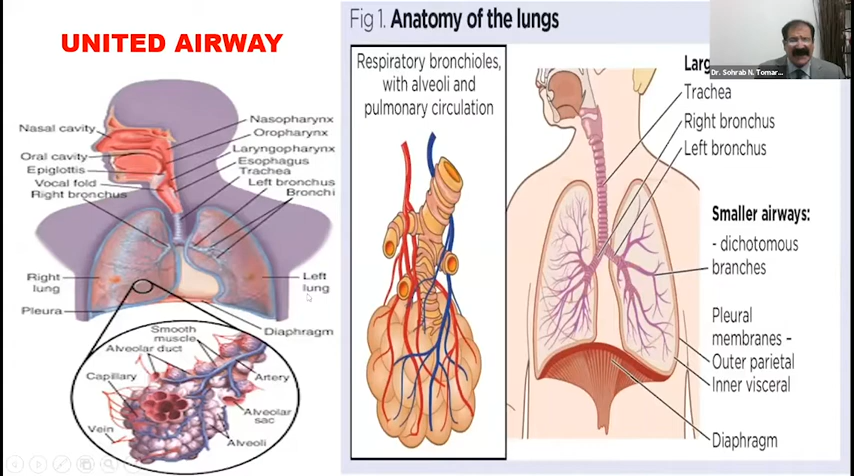 UNITED AIRWAY
Nasal cavity
Oral cavity
Epiglottis
Vocal fold
Right bronchus
Nasopharynx
Oropharynx
Laryngopharynx
Esophagus
Trachea
Left bronchus
Bronchi
Right
lung
Pleura
Left
lung
Diaphragm
Smooth
muscle
Alveolar duct
Capillary
Vein
Artery
Alveolar
sac
Alveoli
Fig 1. Anatomy of the lungs
Respiratory bronchioles,
with alveoli and
pulmonary circulation
Larg
Trachea
Right bronchus
Left bronchus
Smaller airways:
- dichotomous
branches
Pleural
membranes –
Outer parietal
Inner visceral
Diaphragm
Dr. Sohrab N. Tomar...